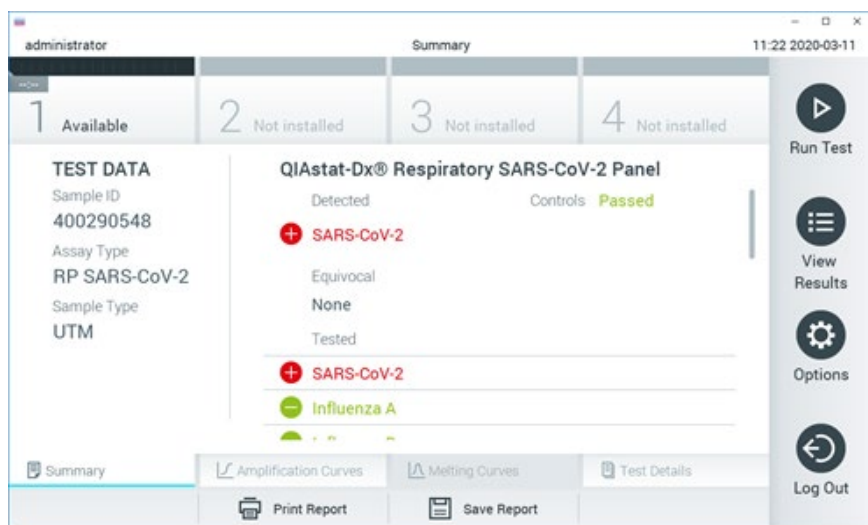 administrator Summary 11:22 2020-03-11
--:--
1 Available 2 Not installed 3 Not installed 4 Not installed
Run Test
TEST DATA
Sample ID
400290548
Assay Type
RP SARS-CoV-2
Sample Type
UTM
QIAstat-Dx® Respiratory SARS-CoV-2 Panel
Detected Controls Passed
SARS-CoV-2
Equivocal
None
Tested
SARS-CoV-2
Influenza A
View
Results
Options
Log Out
Summary Amplification Curves Melting Curves Test Details
Print Report Save Report